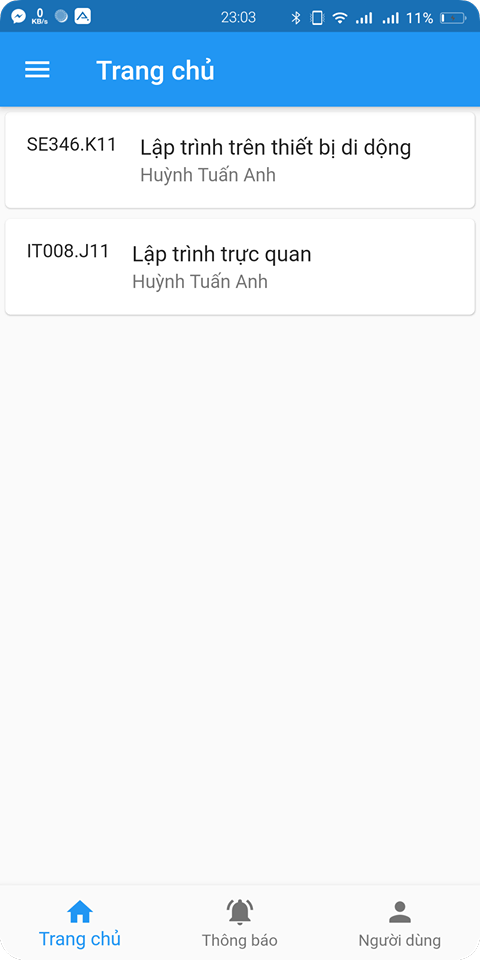 0
KB/s
23:03
11%
Trang chủ
SE346.K11
Lập trình trên thiết bị di động
Huỳnh Tuấn Anh
IT008.J11
Lập trình trực quan
Huỳnh Tuấn Anh
Trang chủ
Thông báo
Người dùng